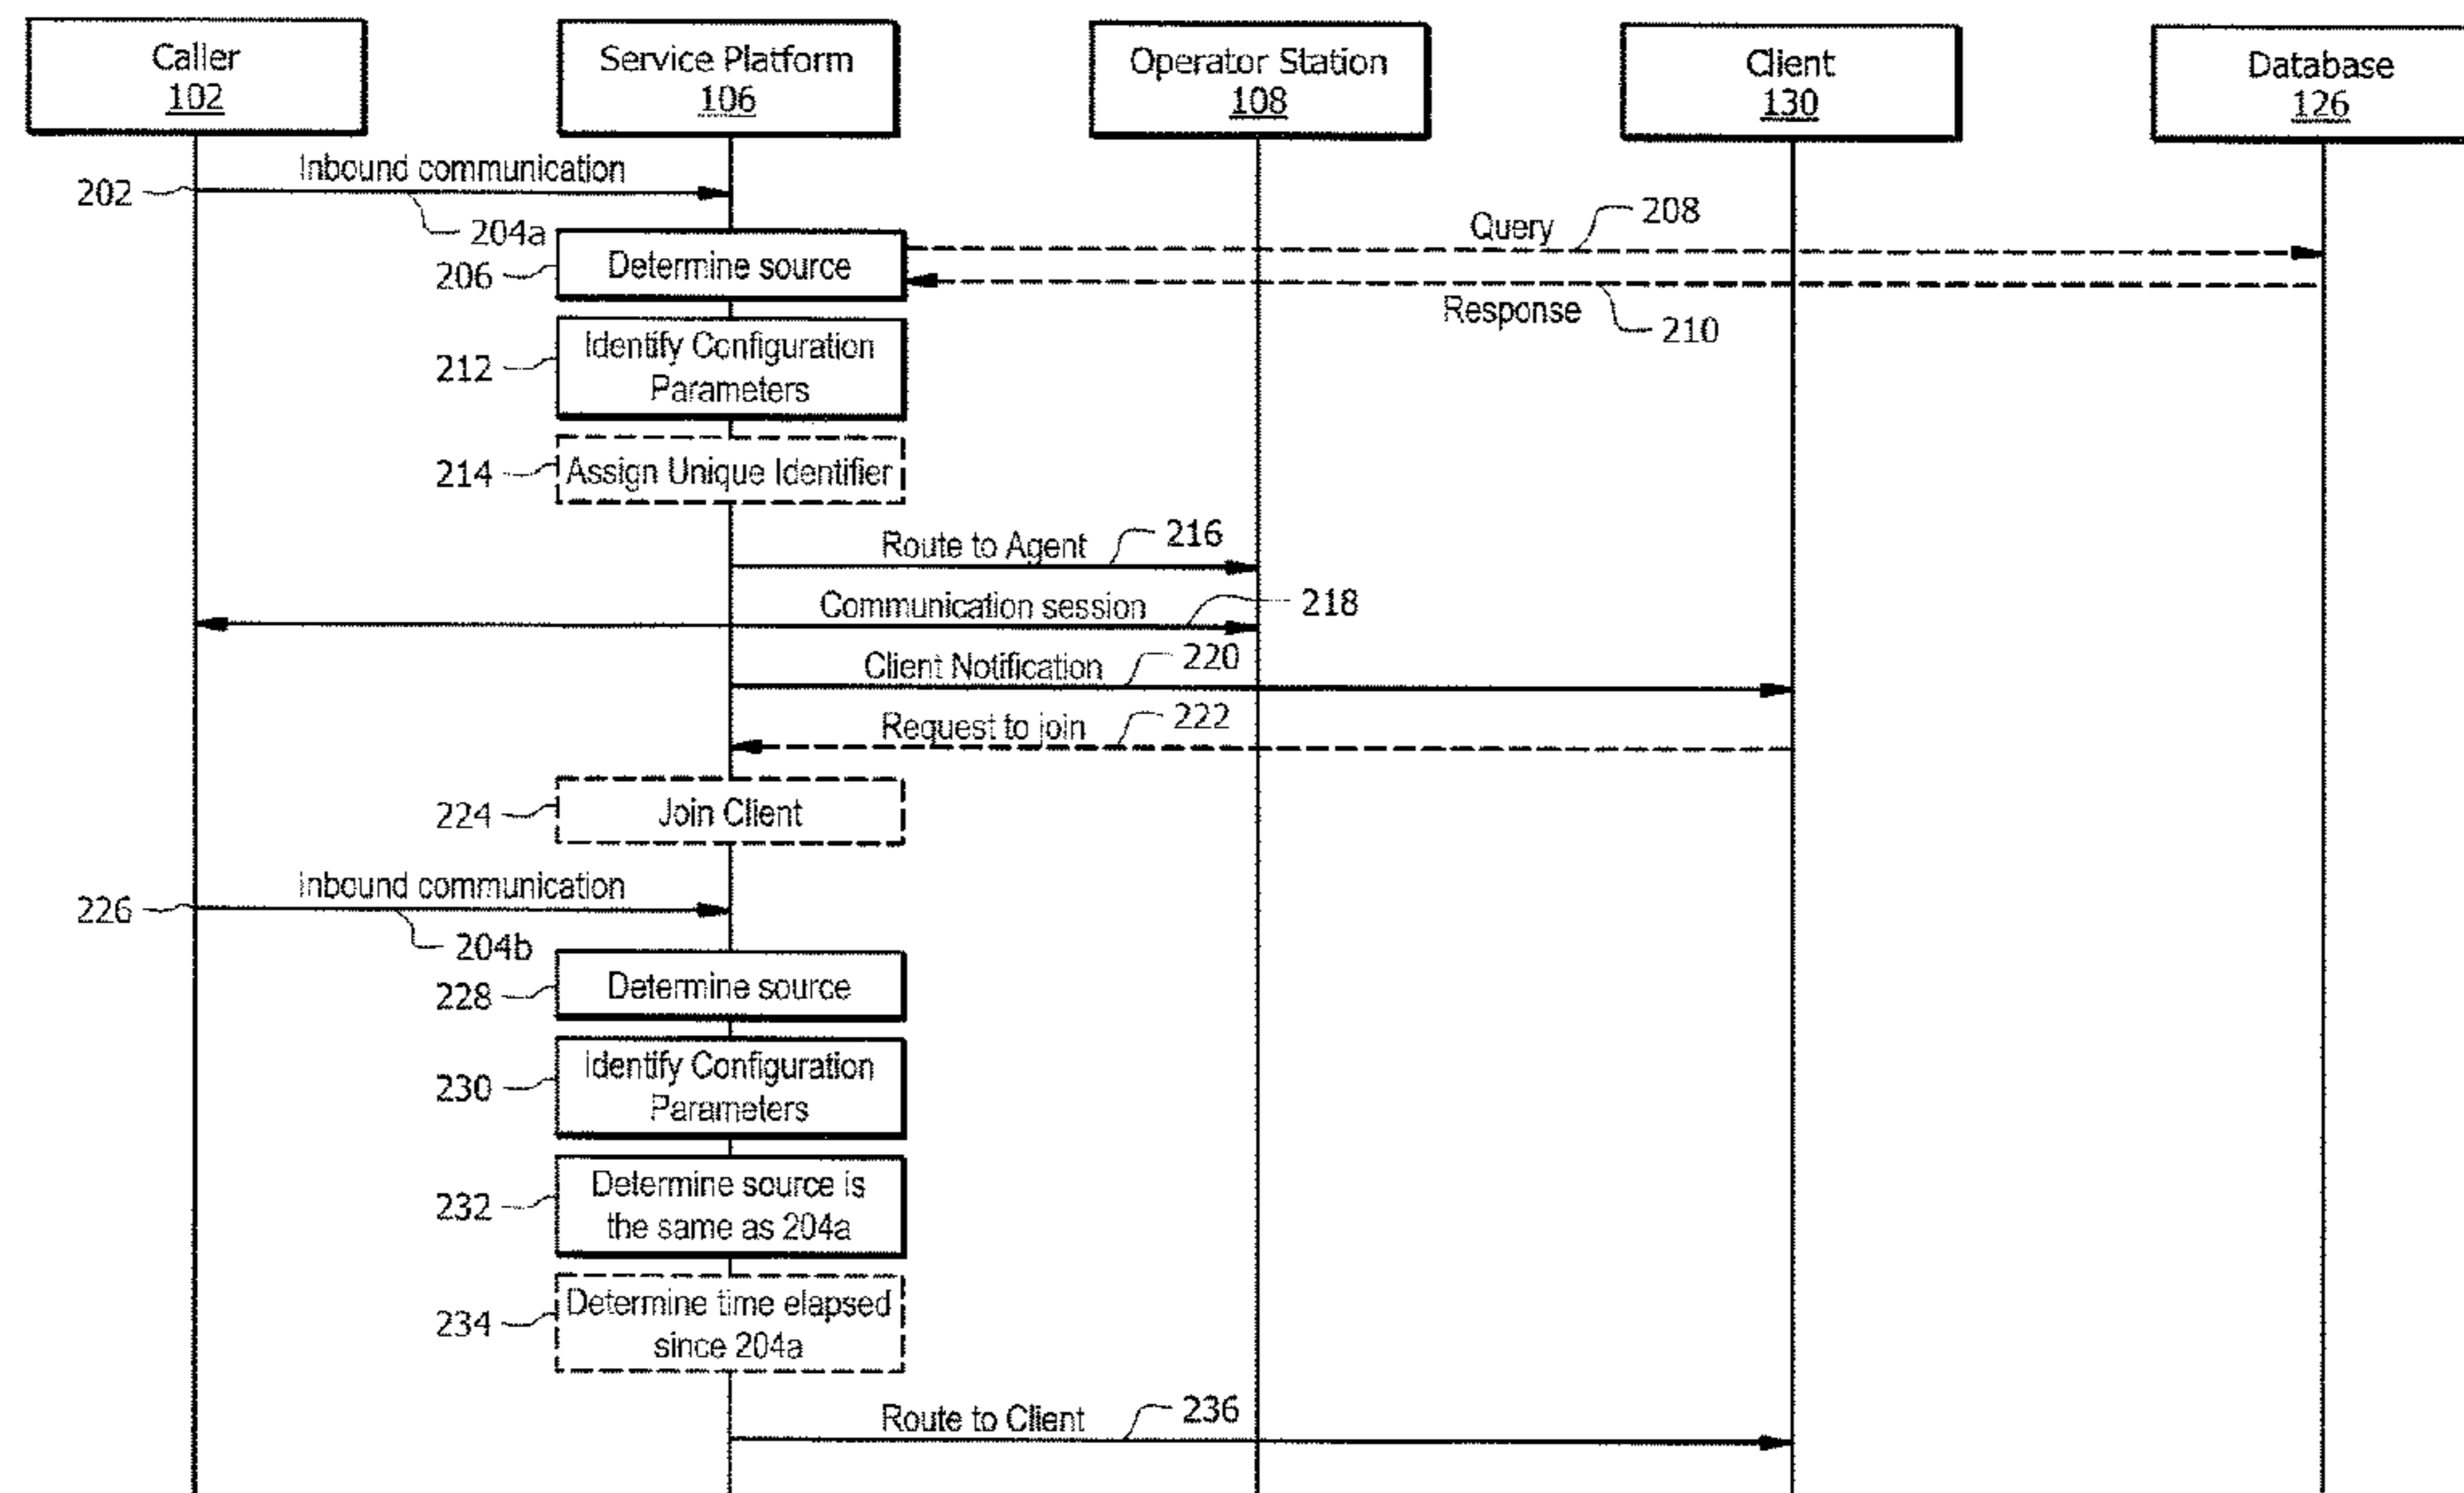 Caller
102
Service Platform
106
Operator Station
108
Client
130
Database
126
Inbound communication
202
204a
Query
208
206
Determine source
Response
210
212
Identify Configuration
Parameters
214
Assign Unique Identifier
Route to Agent
216
Communication session
218
Client Notification
220
Request to join
222
224
Join Client
Inbound communication
226
204b
228
Determine source
230
Identify Configuration
Parameters
232
Determine source is
the same as 204a
234
Determine time elapsed
since 204a
Route to Client
236